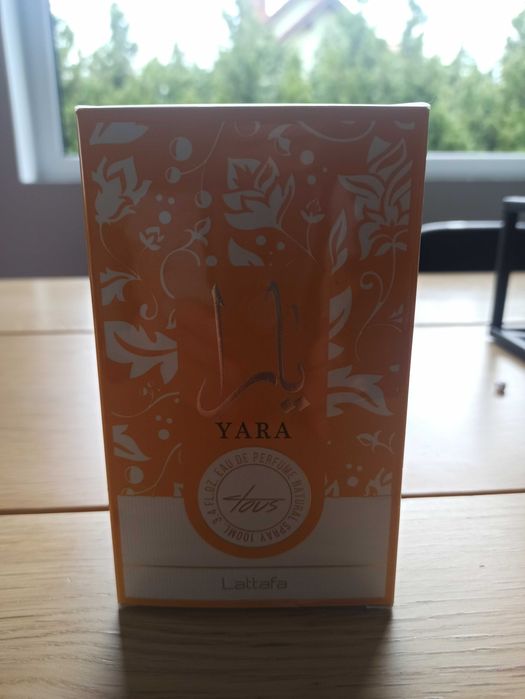 يارا
YARA
EAU DE PERFUME NATURAL SPRAY 100ML. 3.4 FL.OZ.
Tous
Lattafa